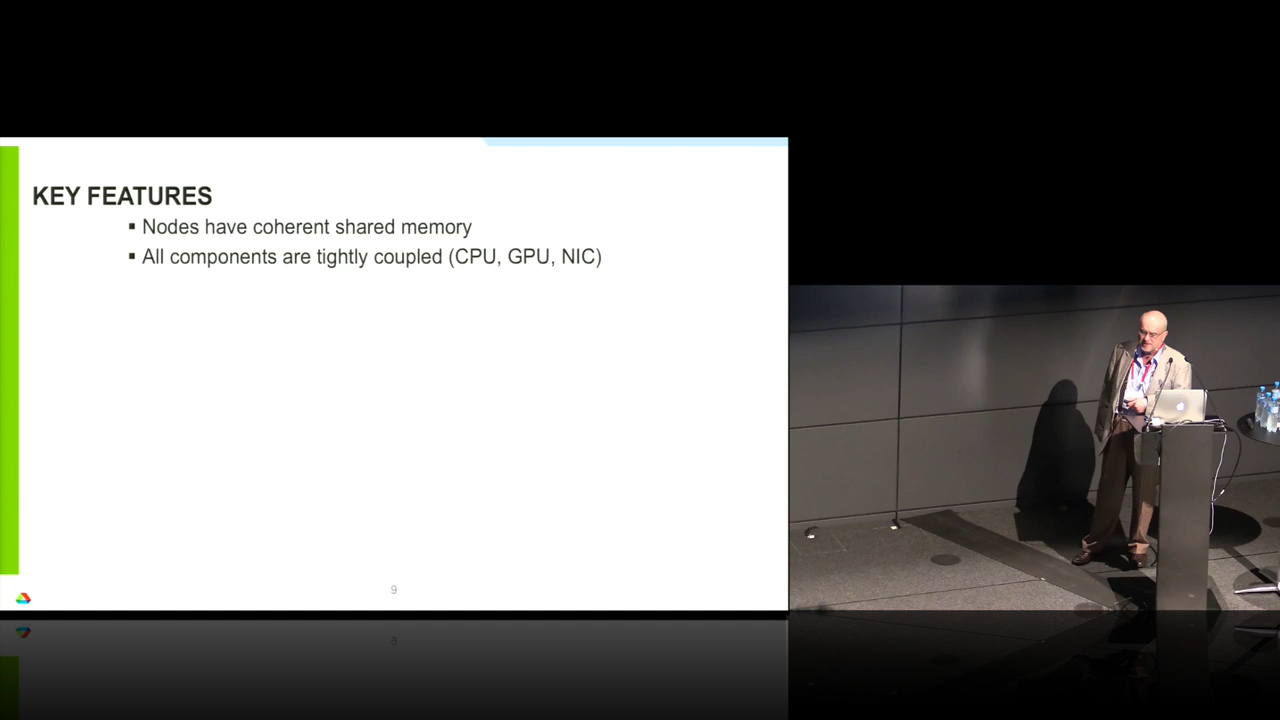 KEY FEATURES
▪ Nodes have coherent shared memory
▪ All components are tightly coupled (CPU, GPU, NIC)
9